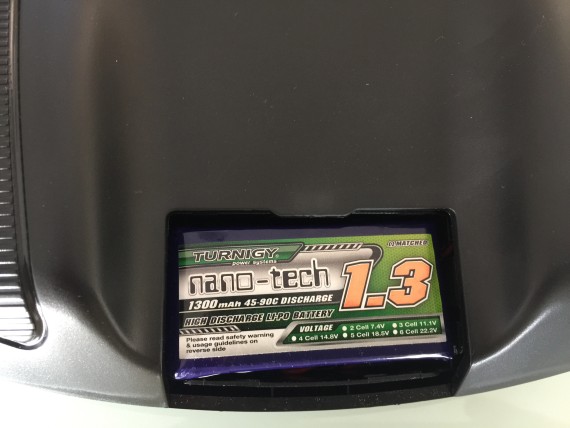 TURNIGY
power systems
IR MATCHED
nano-tech
1.3
1300mAh 45-90C DISCHARGE
HIGH DISCHARGE LI-PO BATTERY
VOLTAGE 2 Cell 7.4V 3 Cell 11.1V
4 Cell 14.8V 5 Cell 18.5V 6 Cell 22.2V
Please read safety warning
& usage guidelines on
reverse side